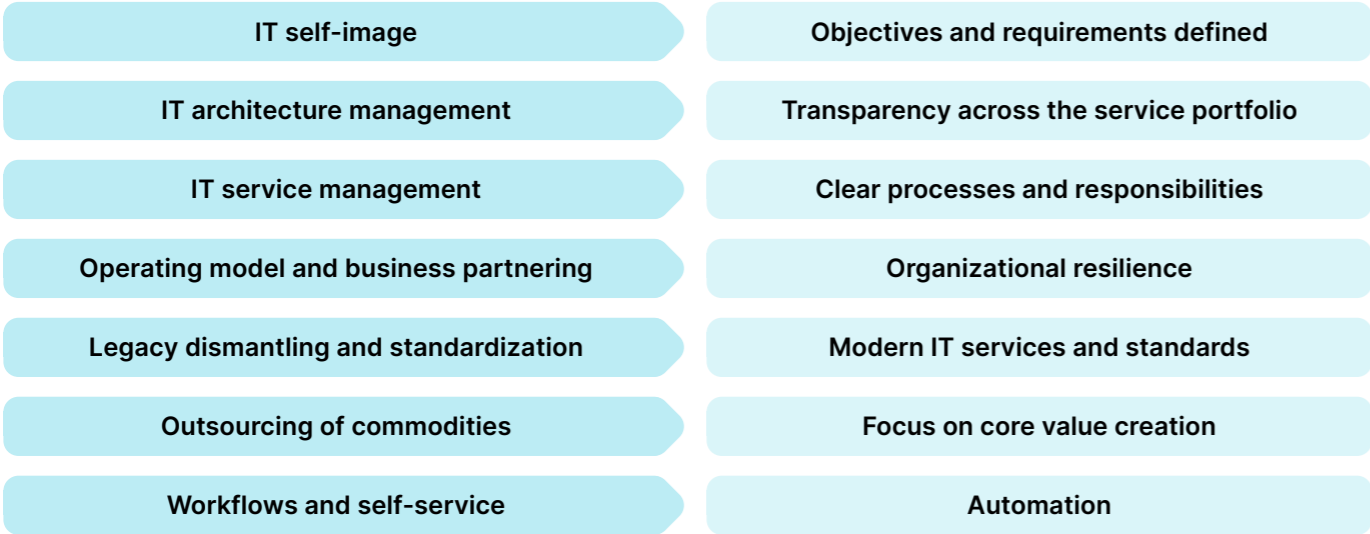 IT self-image
Objectives and requirements defined
IT architecture management
Transparency across the service portfolio
IT service management
Clear processes and responsibilities
Operating model and business partnering
Organizational resilience
Legacy dismantling and standardization
Modern IT services and standards
Outsourcing of commodities
Focus on core value creation
Workflows and self-service
Automation